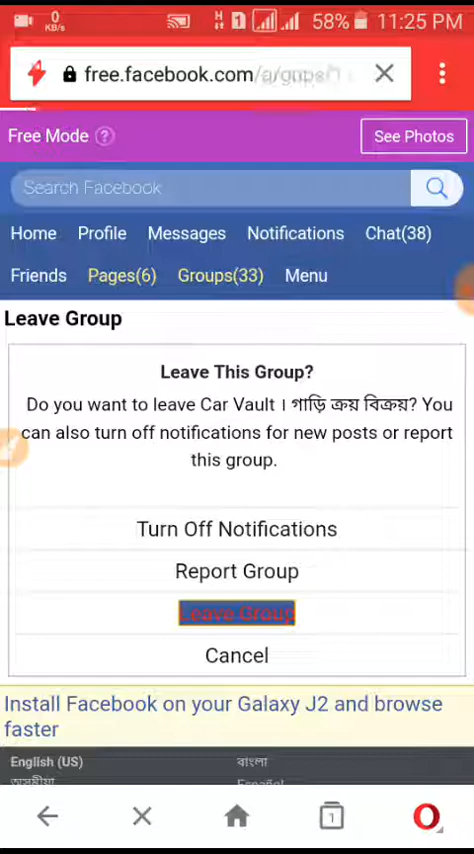 0
KB/s
H
1
58%
11:25 PM
free.facebook.com/a/
Free Mode ?
See Photos
Search Facebook
Home Profile Messages Notifications Chat(38)
Friends Pages(6) Groups(33) Menu
Leave Group
Leave This Group?
Do you want to leave Car Vault । গাড়ি ক্রয় বিক্রয়? You
can also turn off notifications for new posts or report
this group.
Turn Off Notifications
Report Group
Leave Group
Cancel
Install Facebook on your Galaxy J2 and browse
faster
English (US) বাংলা
অসমীয়া Español
1